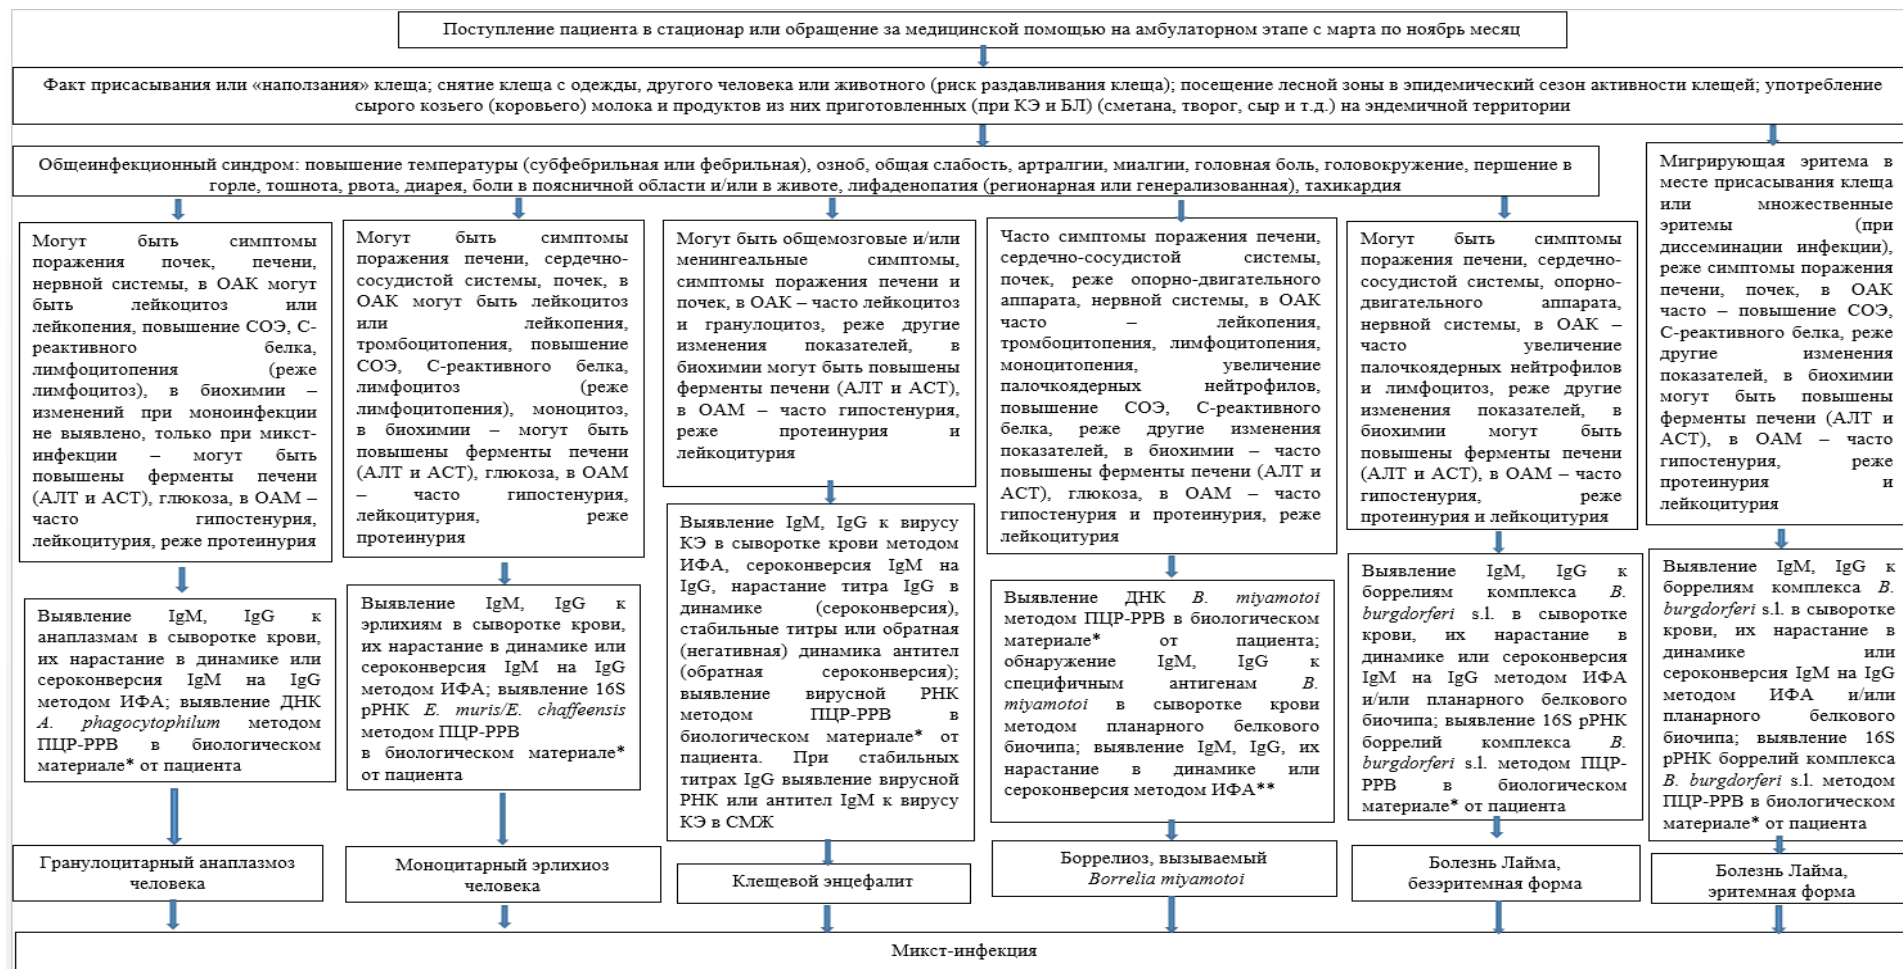 Поступление пациента в стационар или обращение за медицинской помощью на амбулаторном этапе с марта по ноябрь месяц
Факт присасывания или «наползания» клеща; снятие клеща с одежды, другого человека или животного (риск раздавливания клеща); посещение лесной зоны в эпидемический сезон активности клещей; употребление
сырого козьего (коровьего) молока и продуктов из них приготовленных (при КЭ и БЛ) (сметана, творог, сыр и т.д.) на эндемичной территории
Общеинфекционный синдром: повышение температуры (субфебрильная или фебрильная), озноб, общая слабость, артралгии, миалгии, головная боль, головокружение, першение в
горле, тошнота, рвота, диарея, боли в поясничной области и/или в животе, лифаденопатия (регионарная или генерализованная), тахикардия
Могут быть симптомы
поражения почек, печени,
нервной системы, в ОАК могут
быть лейкоцитоз или
лейкопения, повышение СОЭ, С-
реактивного белка,
лимфоцитопения (реже
лимфоцитоз), в биохимии –
изменений при моноинфекции
не выявлено, только при микст-
инфекции – могут быть
повышены ферменты печени
(АЛТ и АСТ), глюкоза, в ОАМ –
часто гипостенурия,
лейкоцитурия, реже протеинурия
Могут быть симптомы
поражения печени, сердечно-
сосудистой системы, почек, в
ОАК могут быть лейкоцитоз
или лейкопения,
тромбоцитопения, повышение
СОЭ, С-реактивного белка,
лимфоцитоз (реже
лимфоцитопения), моноцитоз,
в биохимии – могут быть
повышены ферменты печени
(АЛТ и АСТ), глюкоза, в ОАМ
– часто гипостенурия,
лейкоцитурия, реже
протеинурия
Могут быть общемозговые и/или
менингеальные симптомы,
симптомы поражения печени и
почек, в ОАК – часто лейкоцитоз
и гранулоцитоз, реже другие
изменения показателей, в
биохимии могут быть повышены
ферменты печени (АЛТ и АСТ),
в ОАМ – часто гипостенурия,
реже протеинурия и
лейкоцитурия
Часто симптомы поражения печени,
сердечно-сосудистой системы,
почек, реже опорно-двигательного
аппарата, нервной системы, в ОАК
часто – лейкопения,
тромбоцитопения, лимфоцитопения,
моноцитопения, увеличение
палочкоядерных нейтрофилов,
повышение СОЭ, С-реактивного
белка, реже другие изменения
показателей, в биохимии – часто
повышены ферменты печени (АЛТ и
АСТ), глюкоза, в ОАМ – часто
гипостенурия и протеинурия, реже
лейкоцитурия
Могут быть симптомы
поражения печени, сердечно-
сосудистой системы, опорно-
двигательного аппарата,
нервной системы, в ОАК –
часто увеличение
палочкоядерных нейтрофилов
и лимфоцитоз, реже другие
изменения показателей, в
биохимии могут быть
повышены ферменты печени
(АЛТ и АСТ), в ОАМ – часто
гипостенурия, реже
протеинурия и лейкоцитурия
Мигрирующая эритема в
месте присасывания клеща
или множественные
эритемы (при
диссеминации инфекции),
реже симптомы поражения
печени, почек, в ОАК
часто – повышение СОЭ,
С-реактивного белка, реже
другие изменения
показателей, в биохимии
могут быть повышены
ферменты печени (АЛТ и
АСТ), в ОАМ – часто
гипостенурия, реже
протеинурия и
лейкоцитурия
Выявление IgM, IgG к
анаплазмам в сыворотке крови,
их нарастание в динамике или
сероконверсия IgM на IgG
методом ИФА; выявление ДНК
A. phagocytophilum методом
ПЦР-РРВ в биологическом
материале* от пациента
Выявление IgM, IgG к
эрлихиям в сыворотке крови,
их нарастание в динамике или
сероконверсия IgM на IgG
методом ИФА; выявление 16S
рРНК E. muris/E. chaffeensis
методом ПЦР-РРВ
в биологическом материале*
от пациента
Выявление IgM, IgG к вирусу
КЭ в сыворотке крови методом
ИФА, сероконверсия IgM на
IgG, нарастание титра IgG в
динамике (сероконверсия),
стабильные титры или обратная
(негативная) динамика антител
(обратная сероконверсия);
выявление вирусной РНК
методом ПЦР-РРВ в
биологическом материале* от
пациента. При стабильных
титрах IgG выявление вирусной
РНК или антител IgM к вирусу
КЭ в СМЖ
Выявление ДНК B. miyamotoi
методом ПЦР-РРВ в биологическом
материале* от пациента;
обнаружение IgM, IgG к
специфичным антигенам B.
miyamotoi в сыворотке крови
методом планарного белкового
биочипа; выявление IgM, IgG, их
нарастание в динамике или
сероконверсия методом ИФА**
Выявление IgM, IgG к
боррелиям комплекса B.
burgdorferi s.l. в сыворотке
крови, их нарастание в
динамике или сероконверсия
IgM на IgG методом ИФА
и/или планарного белкового
биочипа; выявление 16S рРНК
боррелий комплекса B.
burgdorferi s.l. методом ПЦР-
РРВ в биологическом
материале* от пациента
Выявление IgM, IgG к
боррелиям комплекса B.
burgdorferi s.l. в сыворотке
крови, их нарастание в
динамике или
сероконверсия IgM на IgG
методом ИФА и/или
планарного белкового
биочипа; выявление 16S
рРНК боррелий комплекса
B. burgdorferi s.l. методом
ПЦР-РРВ в биологическом
материале* от пациента
Гранулоцитарный анаплазмоз
человека
Моноцитарный эрлихиоз
человека
Клещевой энцефалит
Боррелиоз, вызываемый
Borrelia miyamotoi
Болезнь Лайма,
безэритемная форма
Болезнь Лайма,
эритемная форма
Микст-инфекция